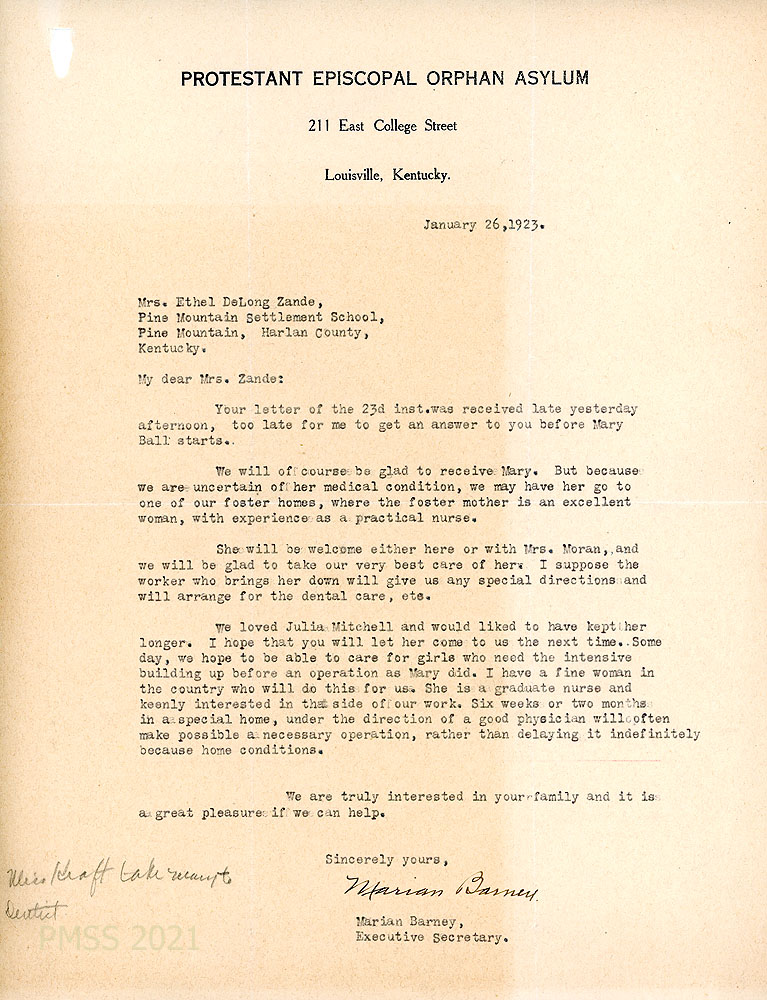 PROTESTANT EPISCOPAL ORPHAN ASYLUM
211 East College Street
Louisville, Kentucky.
January 26,1923.
Mrs. Ethel DeLong Zande,
Pine Mountain Settlement School,
Pine Mountain, Harlan County,
Kentucky.
My dear Mrs. Zande:
Your letter of the 23d inst.was received late yesterday
afternoon, too late for me to get an answer to you before Mary
Ball starts.
We will of course be glad to receive Mary. But because
we are uncertain of her medical condition, we may have her go to
one of our foster homes, where the foster mother is an excellent
woman, with experience as a practical nurse.
She will be welcome either here or with Mrs. Moran, and
we will be glad to take our very best care of her. I suppose the
worker who brings her down will give us any special directions and
will arrange for the dental care, etc.
We loved Julia Mitchell and would liked to have kept her
longer. I hope that you will let her come to us the next time. Some
day, we hope to be able to care for girls who need the intensive
building up before an operation as Mary did. I have a fine woman in
the country who will do this for us. She is a graduate nurse and
keenly interested in that side of our work. Six weeks or two months
in a special home, under the direction of a good physician will often
make possible a necessary operation, rather than delaying it indefinitely
because home conditions.
We are truly interested in your family and it is
a great pleasure if we can help.
Sincerely yours,
Miss Kraft take Mary to
Marian Barney.
Dentist
Marian Barney,
PMSS 2021
Executive Secretary.